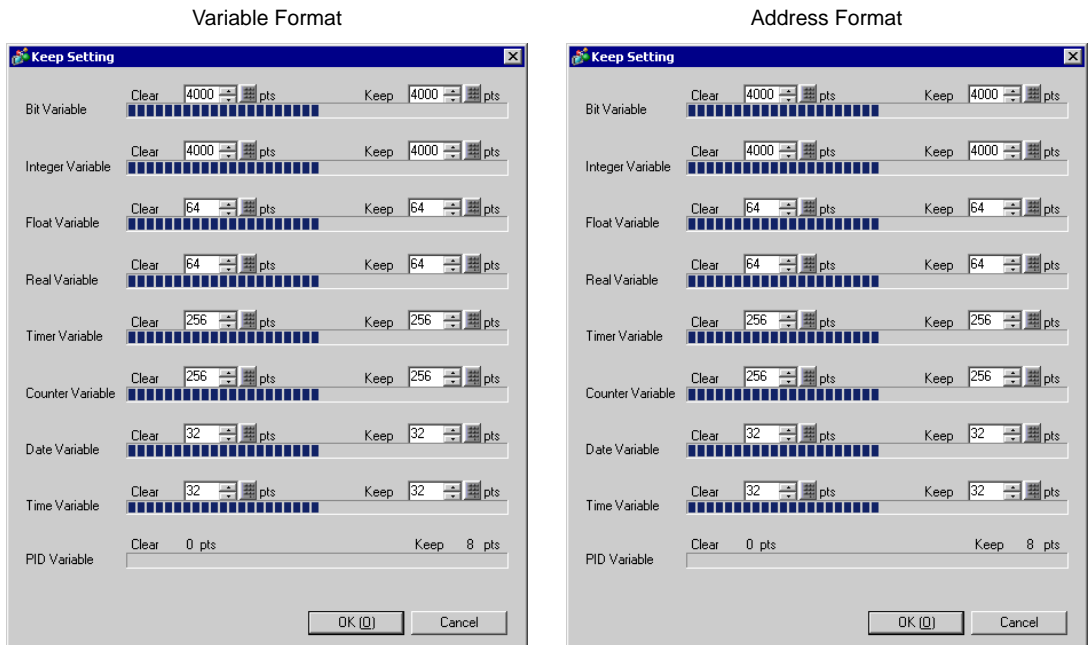 Variable Format
Keep Setting
Clear 4000 pts Keep 4000 pts
Bit Variable
Clear 4000 pts Keep 4000 pts
Integer Variable
Clear 64 pts Keep 64 pts
Float Variable
Clear 64 pts Keep 64 pts
Real Variable
Clear 256 pts Keep 256 pts
Timer Variable
Clear 256 pts Keep 256 pts
Counter Variable
Clear 32 pts Keep 32 pts
Date Variable
Clear 32 pts Keep 32 pts
Time Variable
Clear 0 pts Keep 8 pts
PID Variable
OK (O) Cancel
Address Format
Keep Setting
Clear 4000 pts Keep 4000 pts
Bit Variable
Clear 4000 pts Keep 4000 pts
Integer Variable
Clear 64 pts Keep 64 pts
Float Variable
Clear 64 pts Keep 64 pts
Real Variable
Clear 256 pts Keep 256 pts
Timer Variable
Clear 256 pts Keep 256 pts
Counter Variable
Clear 32 pts Keep 32 pts
Date Variable
Clear 32 pts Keep 32 pts
Time Variable
Clear 0 pts Keep 8 pts
PID Variable
OK (O) Cancel